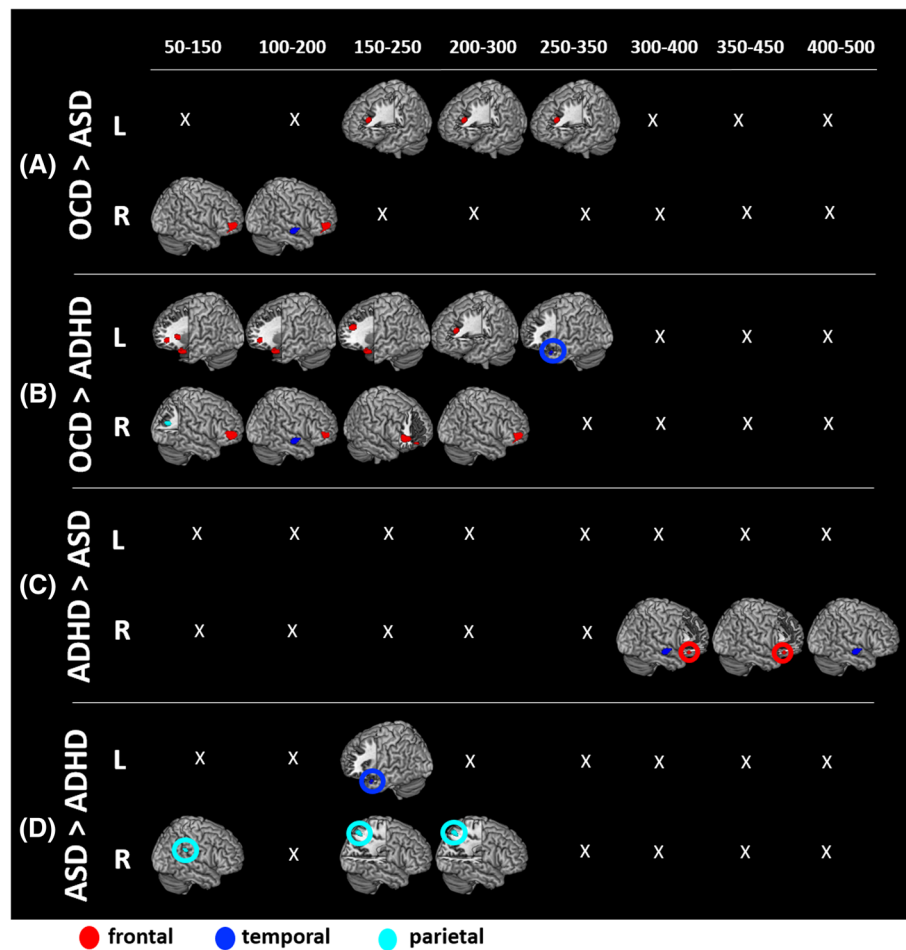 50-150 100-200 150-250 200-300 250-350 300-400 350-450 400-500
(A) OCD > ASD
L X X X X X
R X X X X X X
(B) OCD > ADHD
L X X X
R X X X X
(C) ADHD > ASD
L X X X X X X X X
R X X X X X
(D) ASD > ADHD
L X X X X X X X
R X X X X X
frontal temporal parietal